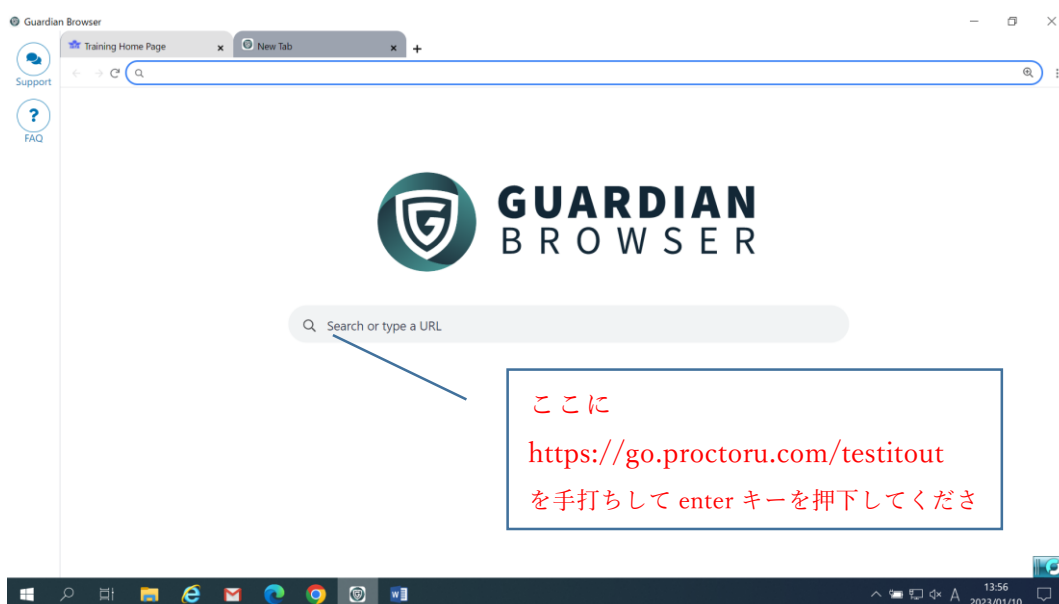 Guardian Browser
Training Home Page
New Tab
Support
FAQ
GUARDIAN
BROWSER
Search or type a URL
ここに
https://go.proctoru.com/testitout
を手打ちして enter キーを押下してくださ
13:56
2023/01/10